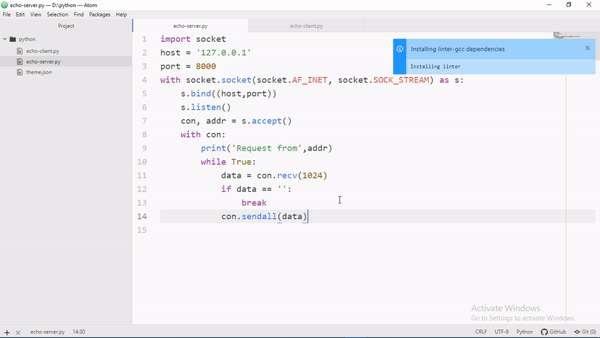 echo-server.py — D:\python — Atom
File Edit View Selection Find Packages Help
Project
python
echo-client.py
echo-server.py
theme.json
echo-server.py echo-client.py
1 import socket
2 host = '127.0.0.1'
3 port = 8000
4 with socket.socket(socket.AF_INET, socket.SOCK_STREAM) as s:
5 s.bind((host,port))
6 s.listen()
7 con, addr = s.accept()
8 with con:
9 print('Request from',addr)
10 while True:
11 data = con.recv(1024)
12 if data == '':
13 break
14 con.sendall(data)
15
Installing linter-gcc dependencies
Installing linter
Activate Windows
Go to Settings to activate Windows.
echo-server.py 14:30
CRLF UTF-8 Python GitHub Git (0)